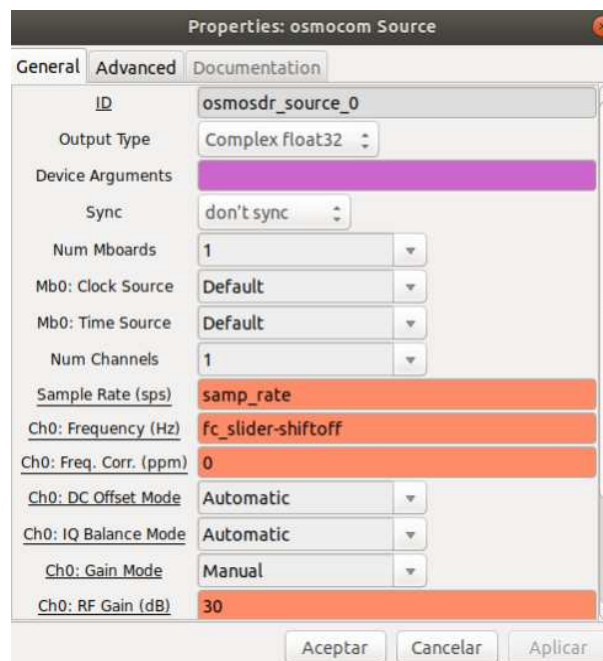 Properties: osmocom Source
General Advanced Documentation
ID osmosdr_source_0
Output Type Complex float32
Device Arguments
Sync don't sync
Num Mboards 1
Mb0: Clock Source Default
Mb0: Time Source Default
Num Channels 1
Sample Rate (sps) samp_rate
Ch0: Frequency (Hz) fc_slider-shiftoff
Ch0: Freq. Corr. (ppm) 0
Ch0: DC Offset Mode Automatic
Ch0: IQ Balance Mode Automatic
Ch0: Gain Mode Manual
Ch0: RF Gain (dB) 30
Aceptar Cancelar Aplicar